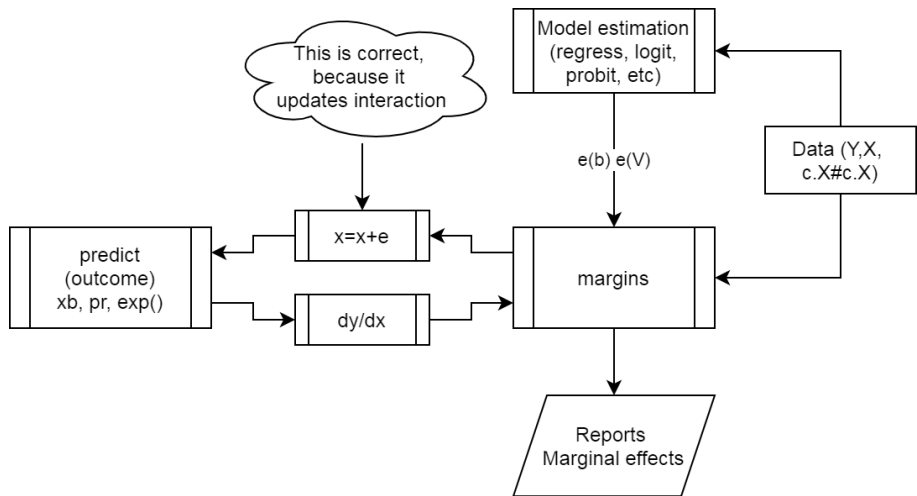 Model estimation
(regress, logit,
probit, etc)
This is correct,
because it
updates interaction
Data (Y,X,
c.X#c.X)
e(b) e(V)
x=x+e
predict
(outcome)
xb, pr, exp()
margins
dy/dx
Reports
Marginal effects